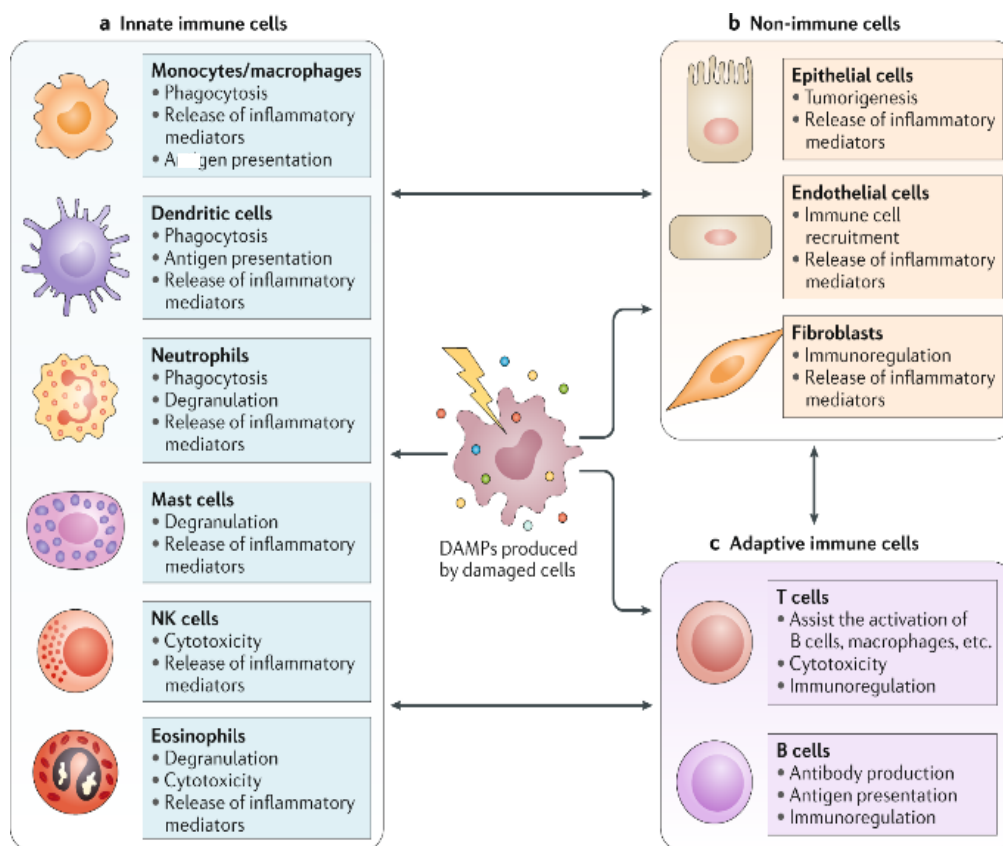 a Innate immune cells
Monocytes/macrophages
• Phagocytosis
• Release of inflammatory
mediators
• A gen presentation
Dendritic cells
• Phagocytosis
• Antigen presentation
• Release of inflammatory
mediators
Neutrophils
• Phagocytosis
• Degranulation
• Release of inflammatory
mediators
Mast cells
• Degranulation
• Release of inflammatory
mediators
NK cells
• Cytotoxicity
• Release of inflammatory
mediators
Eosinophils
• Degranulation
• Cytotoxicity
• Release of inflammatory
mediators
DAMPs produced
by damaged cells
b Non-immune cells
Epithelial cells
• Tumorigenesis
• Release of inflammatory
mediators
Endothelial cells
• Immune cell
recruitment
• Release of inflammatory
mediators
Fibroblasts
• Immunoregulation
• Release of inflammatory
mediators
c Adaptive immune cells
T cells
• Assist the activation of
B cells, macrophages, etc.
• Cytotoxicity
• Immunoregulation
B cells
• Antibody production
• Antigen presentation
• Immunoregulation